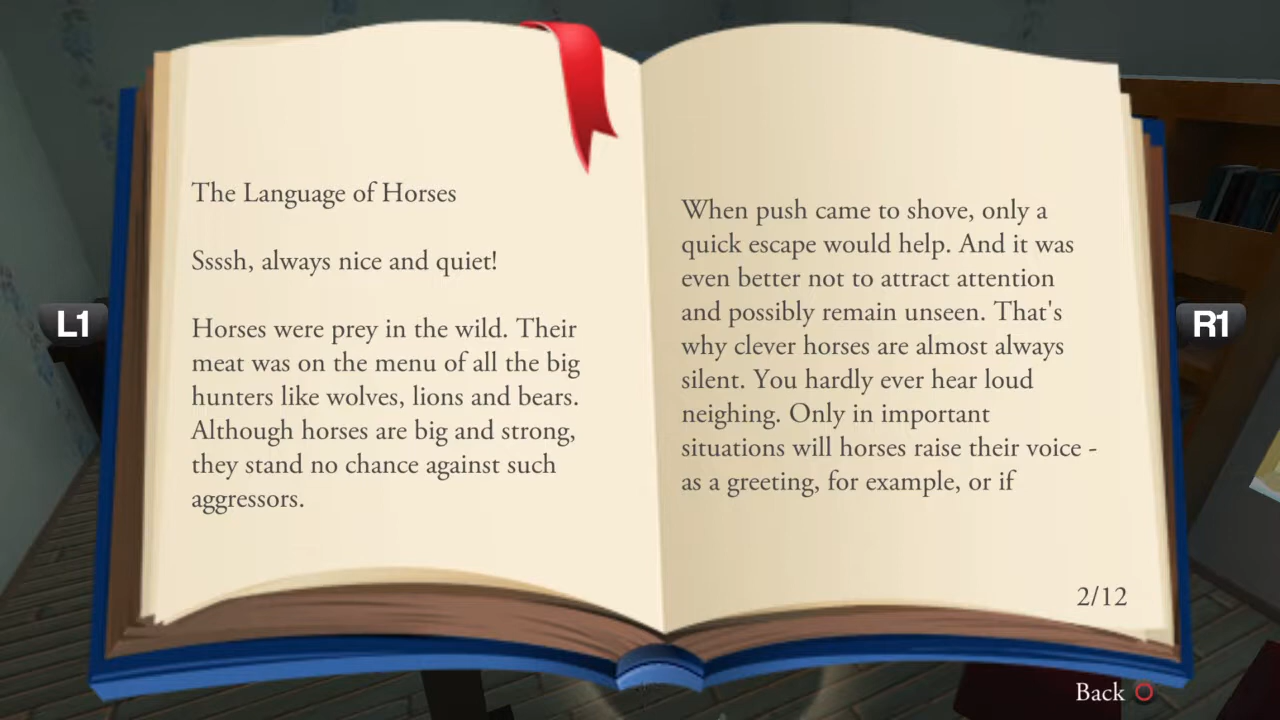 The Language of Horses
Ssssh, always nice and quiet!
Horses were prey in the wild. Their
meat was on the menu of all the big
hunters like wolves, lions and bears.
Although horses are big and strong,
they stand no chance against such
aggressors.
When push came to shove, only a
quick escape would help. And it was
even better not to attract attention
and possibly remain unseen. That's
why clever horses are almost always
silent. You hardly ever hear loud
neighing. Only in important
situations will horses raise their voice -
as a greeting, for example, or if
L1
R1
2/12
Back